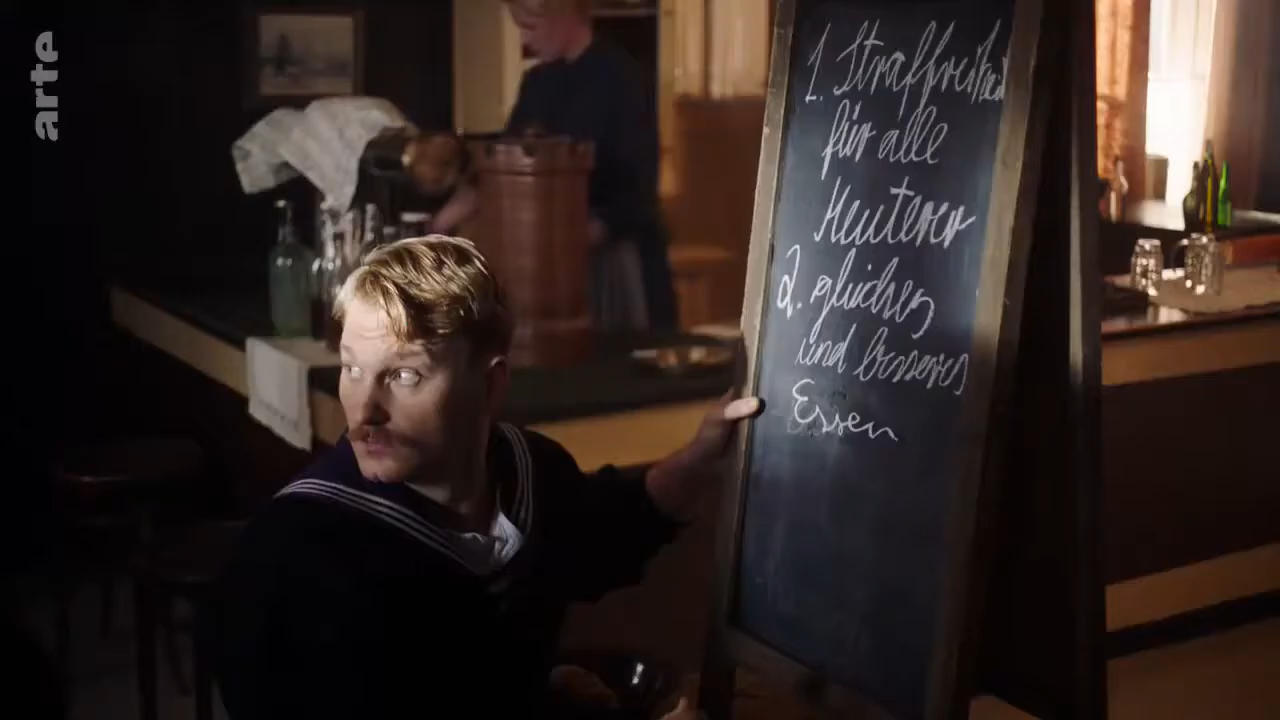 arte
1. Straffreiheit
für alle
Meuterer
2. gleiches
und besseres
Essen